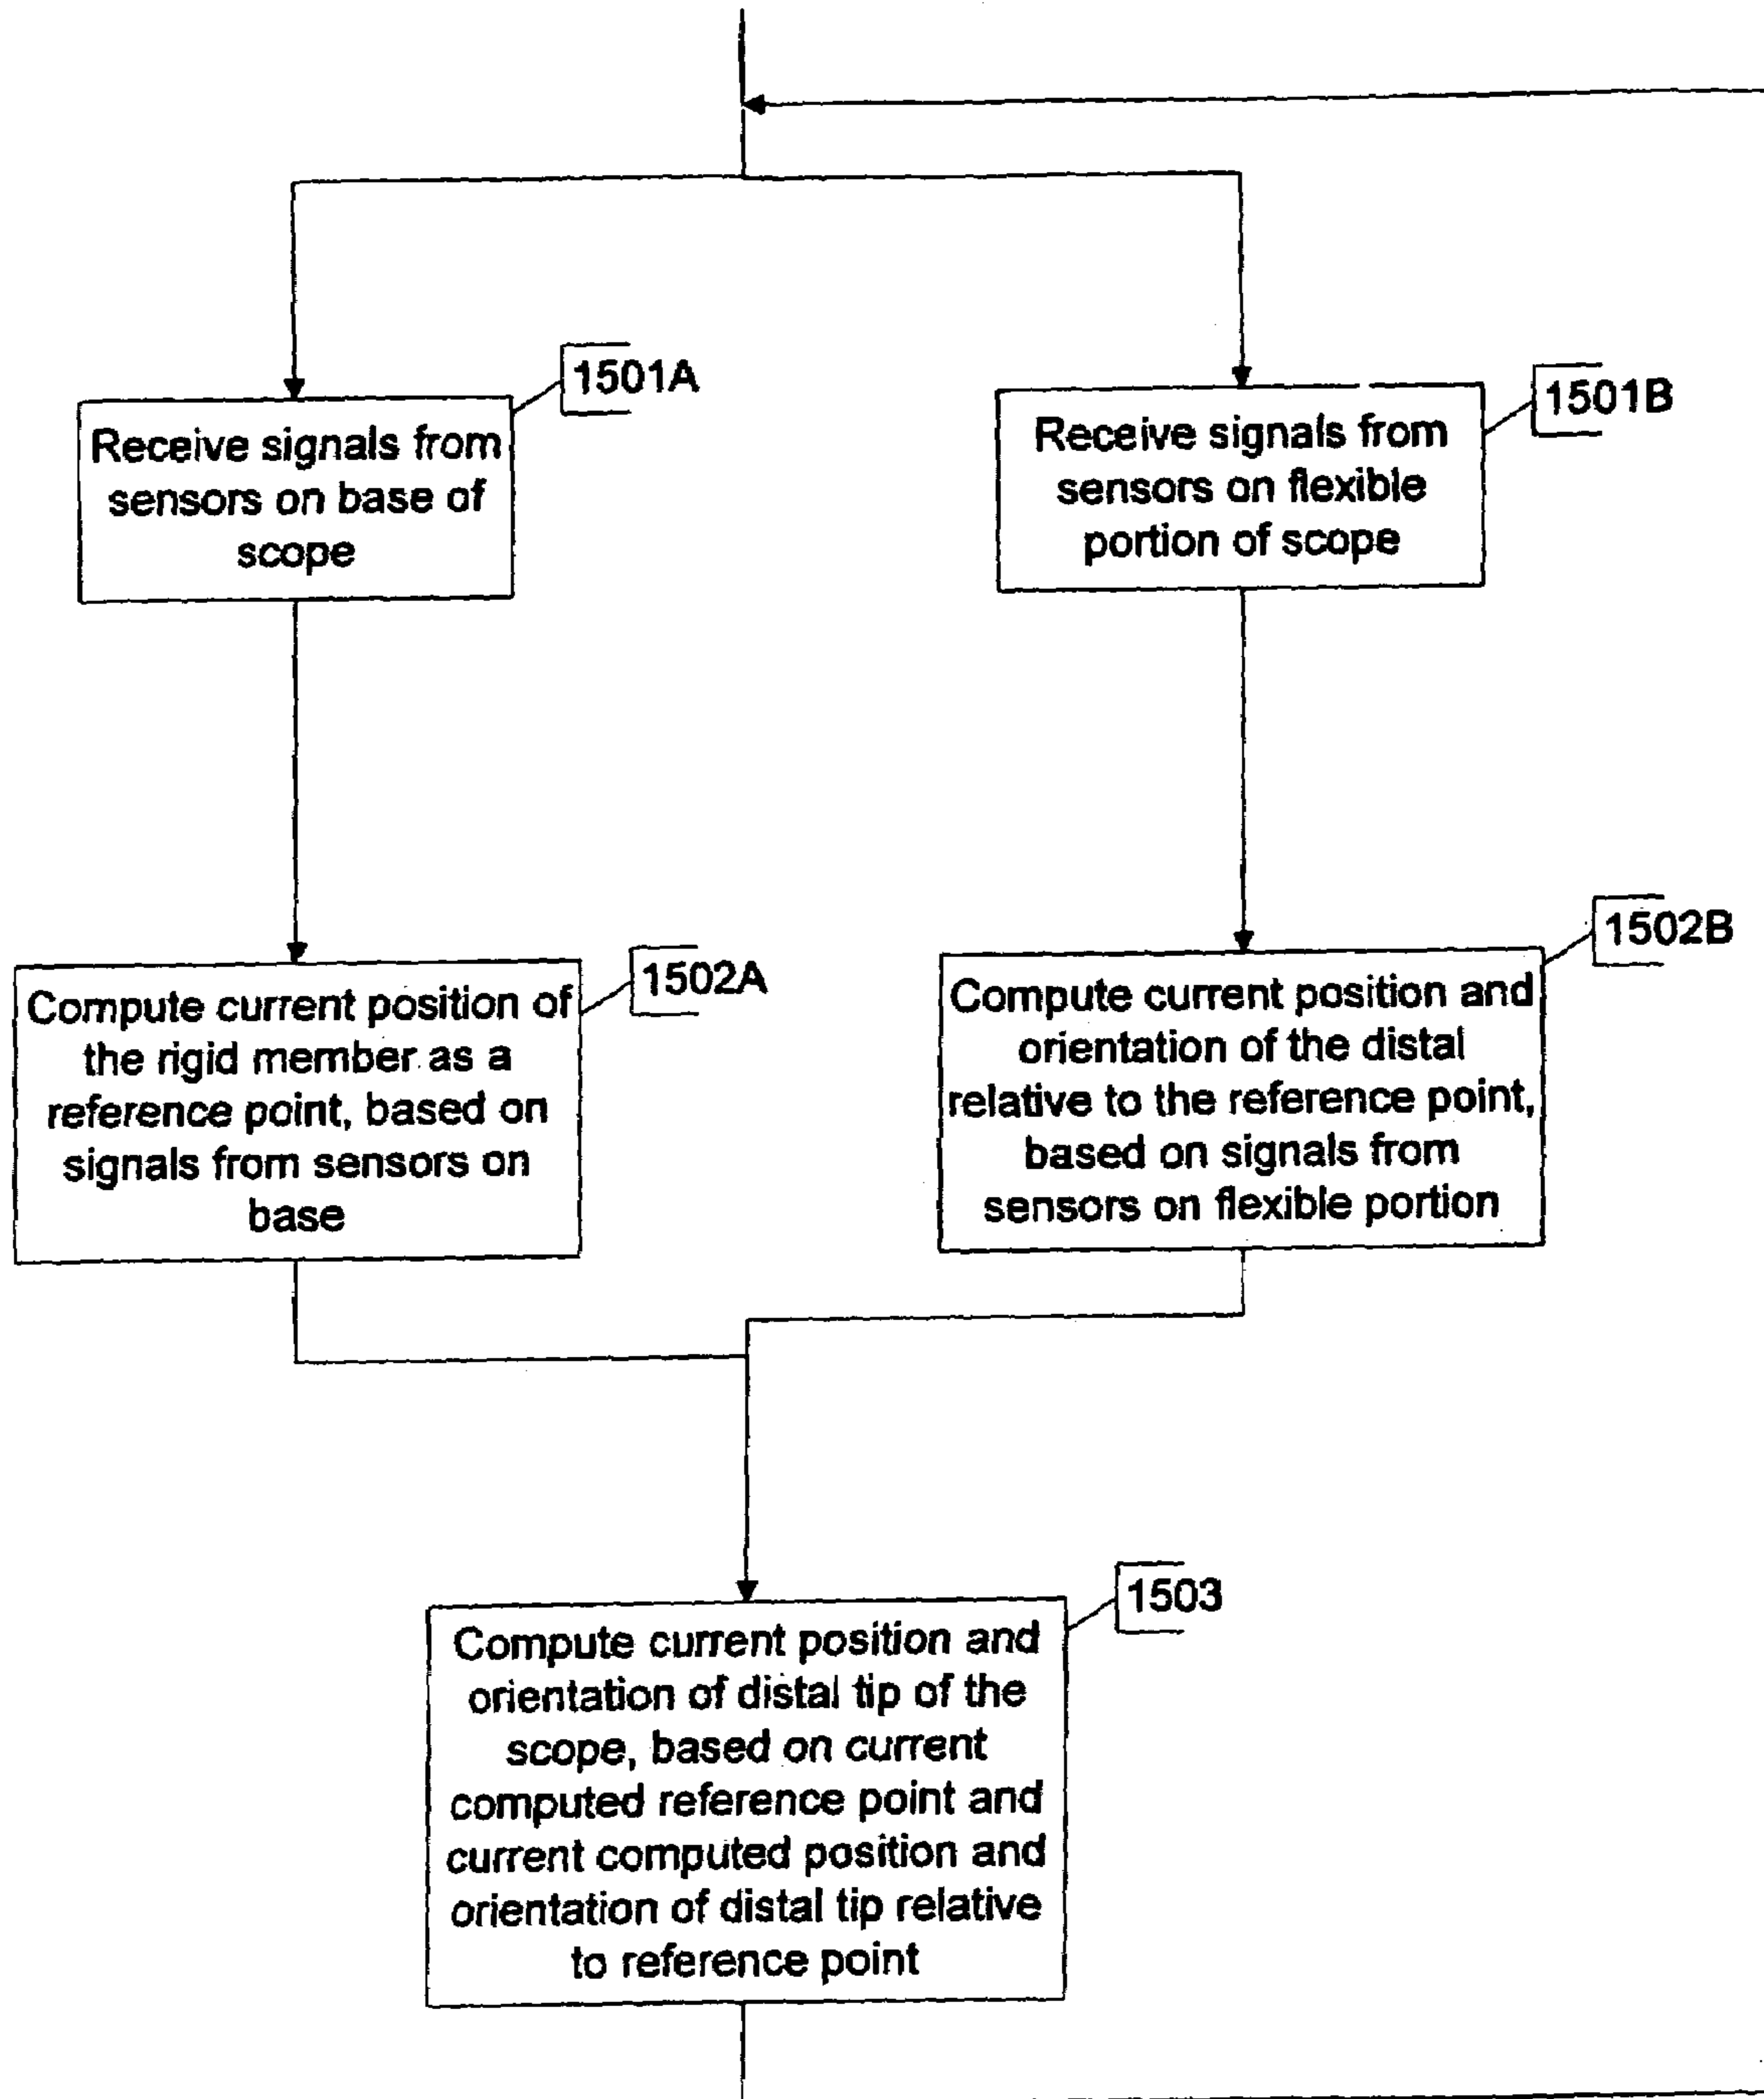 1501A
Receive signals from
sensors on base of
scope
1501B
Receive signals from
sensors on flexible
portion of scope
1502A
Compute current position of
the rigid member as a
reference point, based on
signals from sensors on
base
1502B
Compute current position and
orientation of the distal
relative to the reference point,
based on signals from
sensors on flexible portion
1503
Compute current position and
orientation of distal tip of the
scope, based on current
computed reference point and
current computed position and
orientation of distal tip relative
to reference point